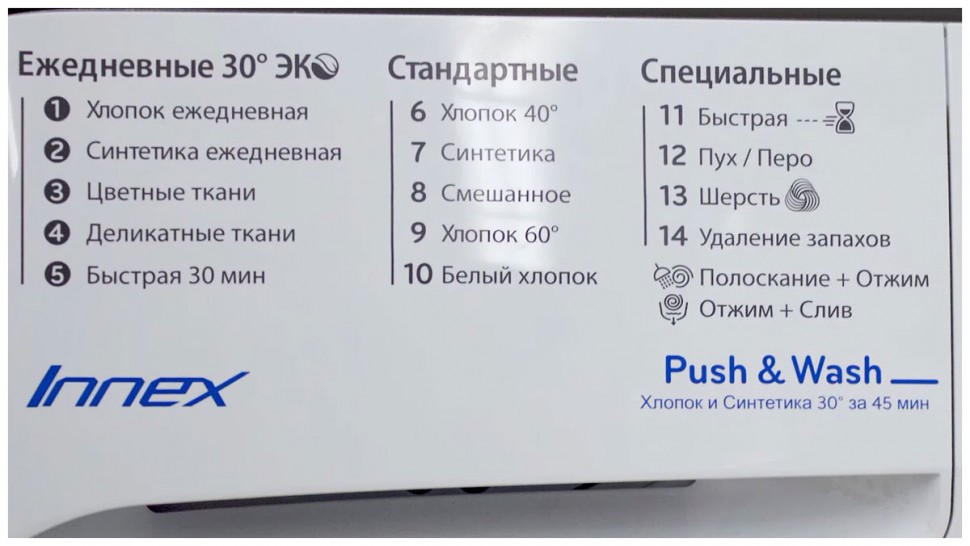 Ежедневные 30° ЭКО
1 Хлопок ежедневная
2 Синтетика ежедневная
3 Цветные ткани
4 Деликатные ткани
5 Быстрая 30 мин
Стандартные
6 Хлопок 40°
7 Синтетика
8 Смешанное
9 Хлопок 60°
10 Белый хлопок
Специальные
11 Быстрая ---
12 Пух / Перо
13 Шерсть
14 Удаление запахов
Полоскание + Отжим
Отжим + Слив
Innex
Push & Wash
Хлопок и Синтетика 30° за 45 мин